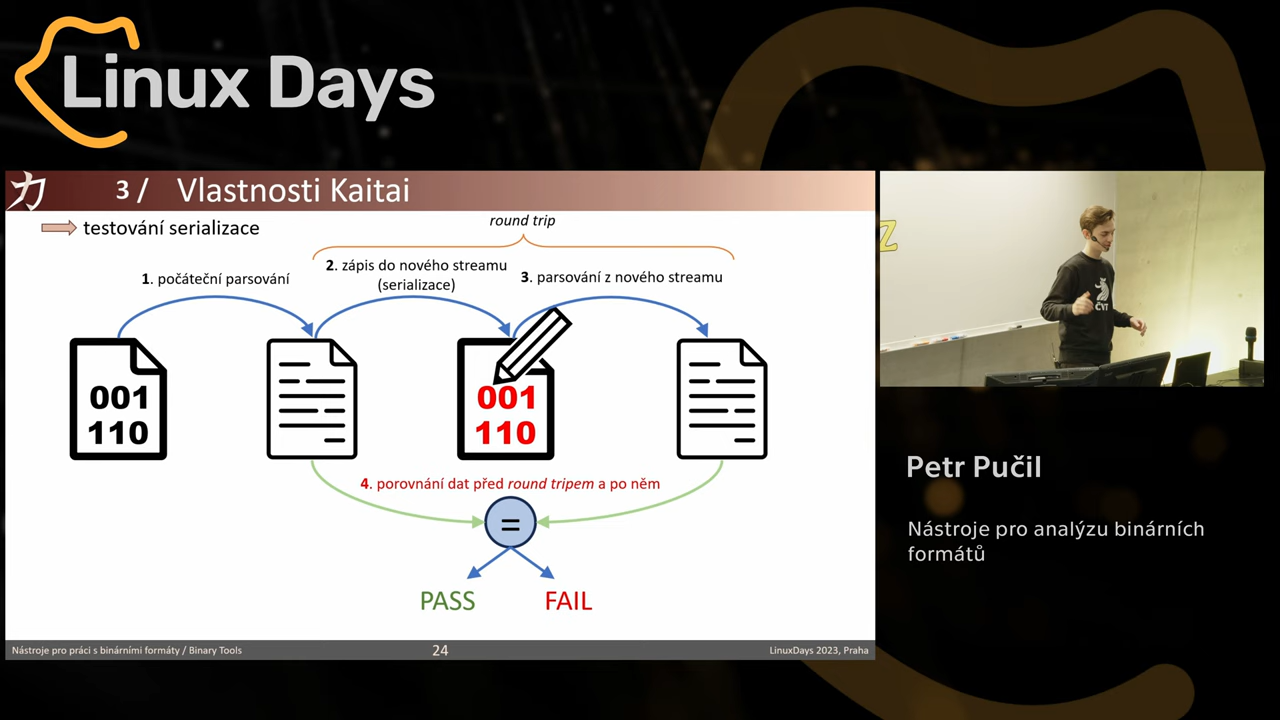 Linux Days
力 3 / Vlastnosti Kaitai
testování serializace
round trip
1. počáteční parsování
2. zápis do nového streamu
(serializace)
3. parsování z nového streamu
001
110
001
110
4. porovnání dat před round tripem a po něm
=
PASS
FAIL
Nástroje pro práci s binárními formáty / Binary Tools
24
LinuxDays 2023, Praha
Z
ČVT
Petr Pučil
Nástroje pro analýzu binárních
formátů